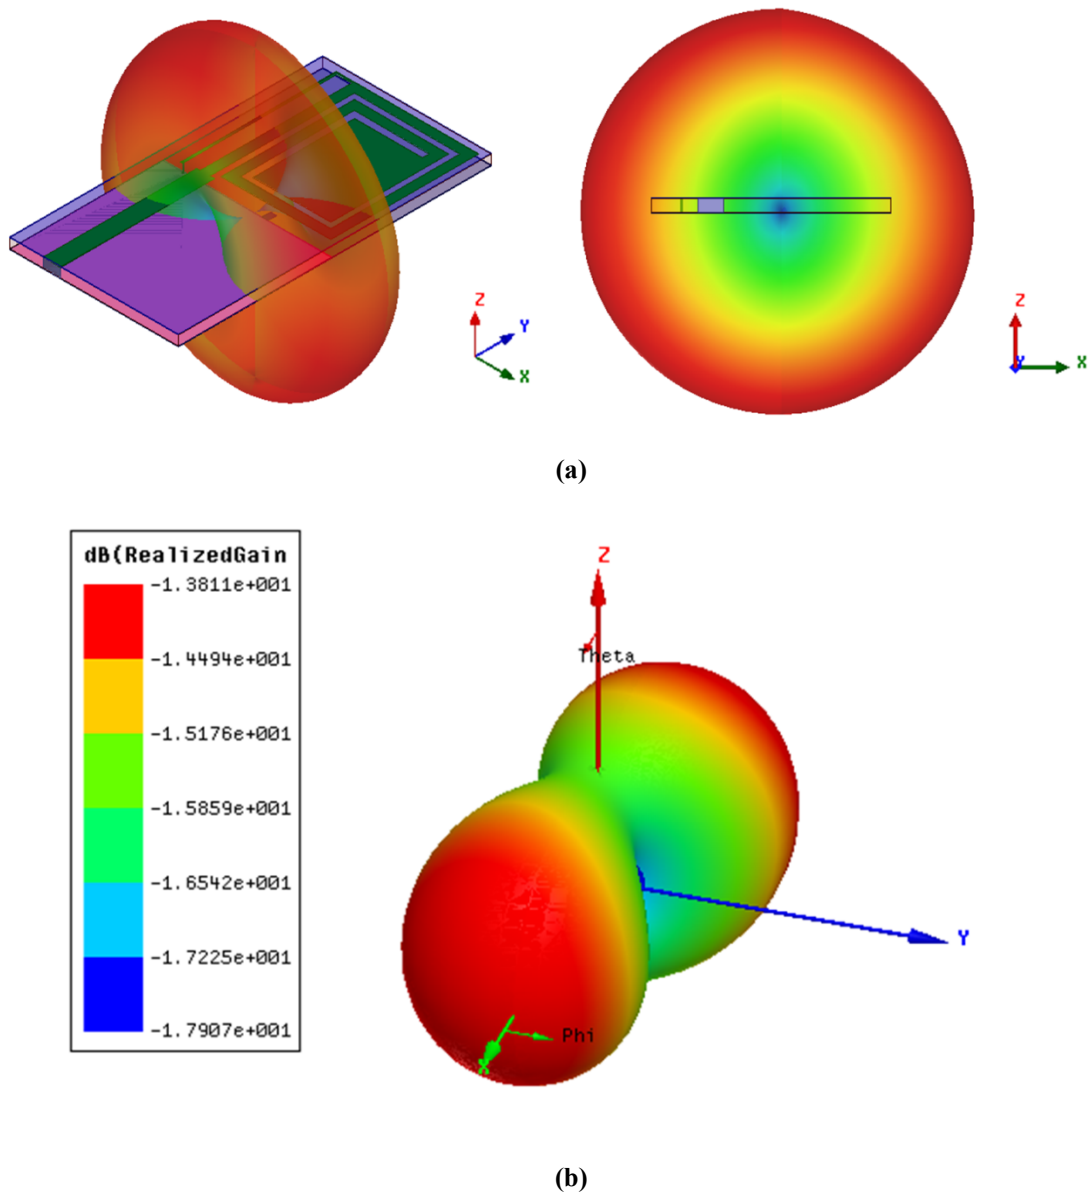 Z
Y
X
Z
Y
X
(a)
dB(RealizedGain
-1.3811e+001
-1.4494e+001
-1.5176e+001
-1.5859e+001
-1.6542e+001
-1.7225e+001
-1.7907e+001
Z
Theta
Y
Phi
X
(b)